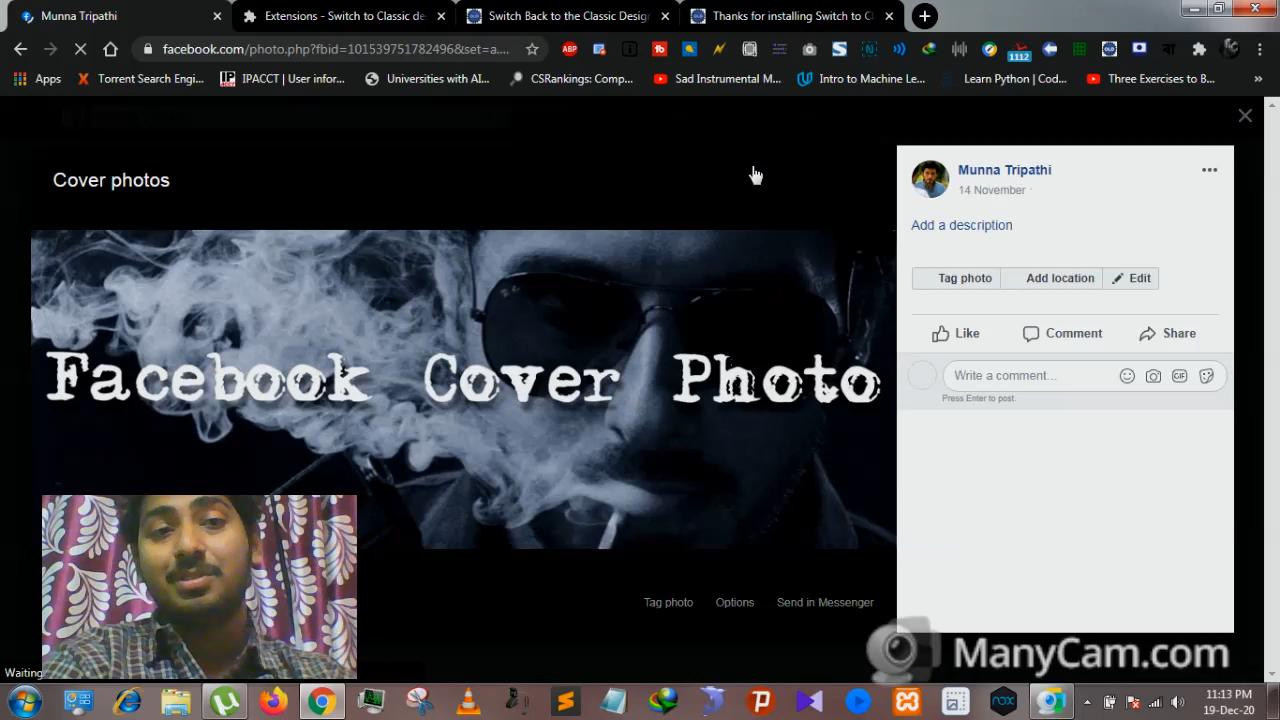 Munna Tripathi
Extensions - Switch to Classic de
Switch Back to the Classic Desig
Thanks for installing Switch to C
facebook.com/photo.php?fbid=101539751782496&set=a....
1112
Apps
Torrent Search Engi...
IPACCT | User infor...
Universities with AI...
CSRankings: Comp...
Sad Instrumental M...
Intro to Machine Le...
Learn Python | Cod...
Three Exercises to B...
Cover photos
Munna Tripathi
14 November
Add a description
Tag photo
Add location
Edit
Like
Comment
Share
Write a comment...
GIF
Press Enter to post.
Facebook Cover Photo
Tag photo
Options
Send in Messenger
ManyCam.com
Waiting
11:13 PM
19-Dec-20